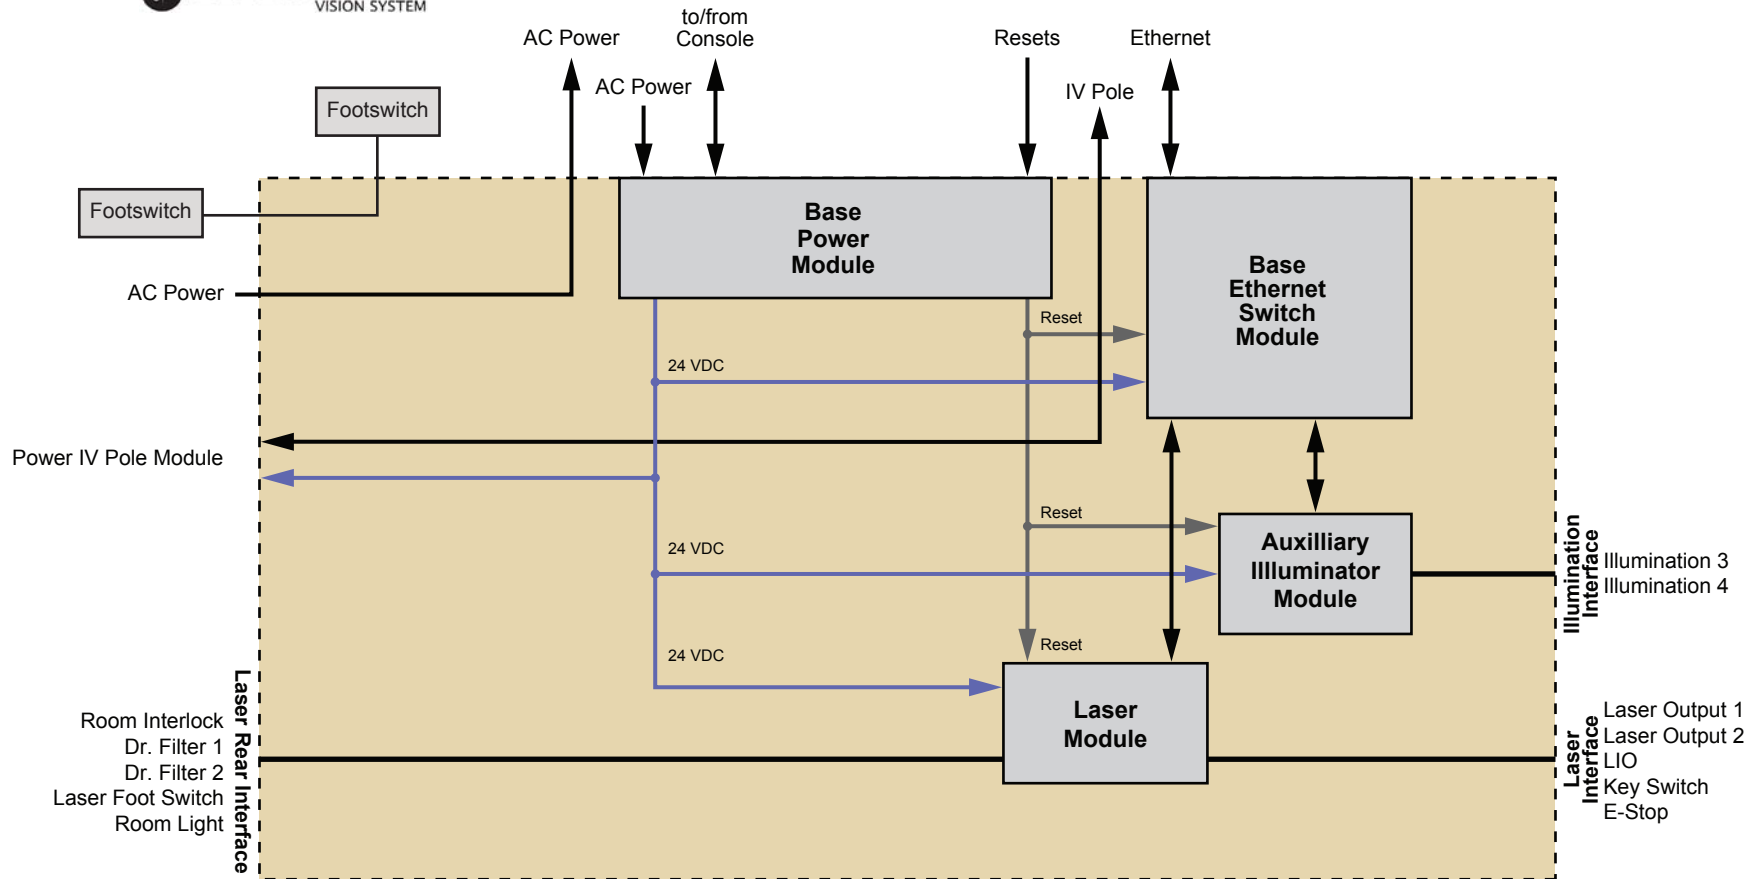 VISION SYSTEM
to/from
Console
AC Power
Resets
Ethernet
AC Power
IV Pole
Footswitch
Footswitch
Base
Power
Module
Base
Ethernet
Switch
Module
AC Power
Reset
24 VDC
Power IV Pole Module
Reset
24 VDC
Auxilliary
Illluminator
Module
Illumination
Interface
Illumination 3
Illumination 4
Reset
24 VDC
Laser
Module
Laser Rear Interface
Room Interlock
Dr. Filter 1
Dr. Filter 2
Laser Foot Switch
Room Light
Laser
Interface
Laser Output 1
Laser Output 2
LIO
Key Switch
E-Stop